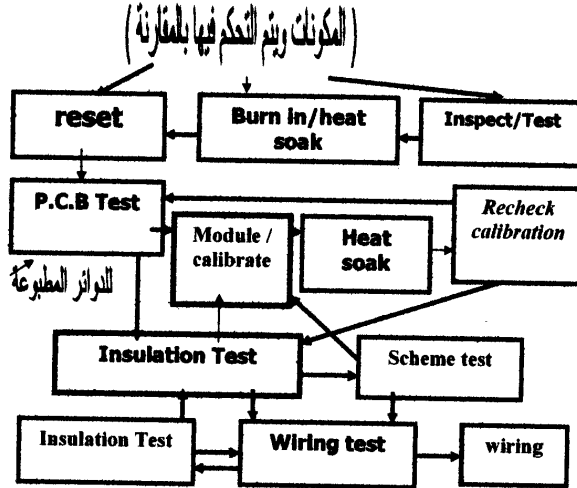 ( المكونات ويتم التحكم فيها بالمقارنة )
reset
Burn in/heat
soak
Inspect/Test
P.C.B Test
Module /
calibrate
Heat
soak
Recheck
calibration
للدوائر المطبوعة
Insulation Test
Scheme test
Insulation Test
Wiring test
wiring